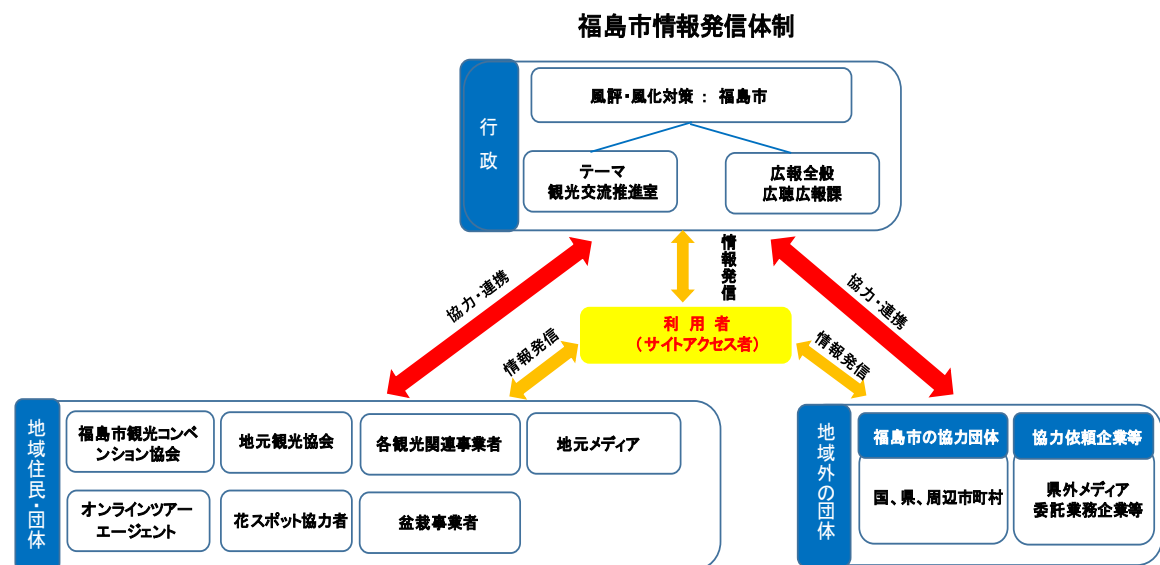 福島市情報発信体制
行政
風評・風化対策 ： 福島市
テーマ
観光交流推進室
広報全般
広聴広報課
協力・連携
情報発信
協力・連携
利 用 者
（サイトアクセス者）
情報発信
情報発信
地域住民・団体
福島市観光コンベ
ンション協会
地元観光協会
各観光関連事業者
地元メディア
オンラインツアー
エージェント
花スポット協力者
盆栽事業者
地域外の団体
福島市の協力団体
協力依頼企業等
国、県、周辺市町村
県外メディア
委託業務企業等